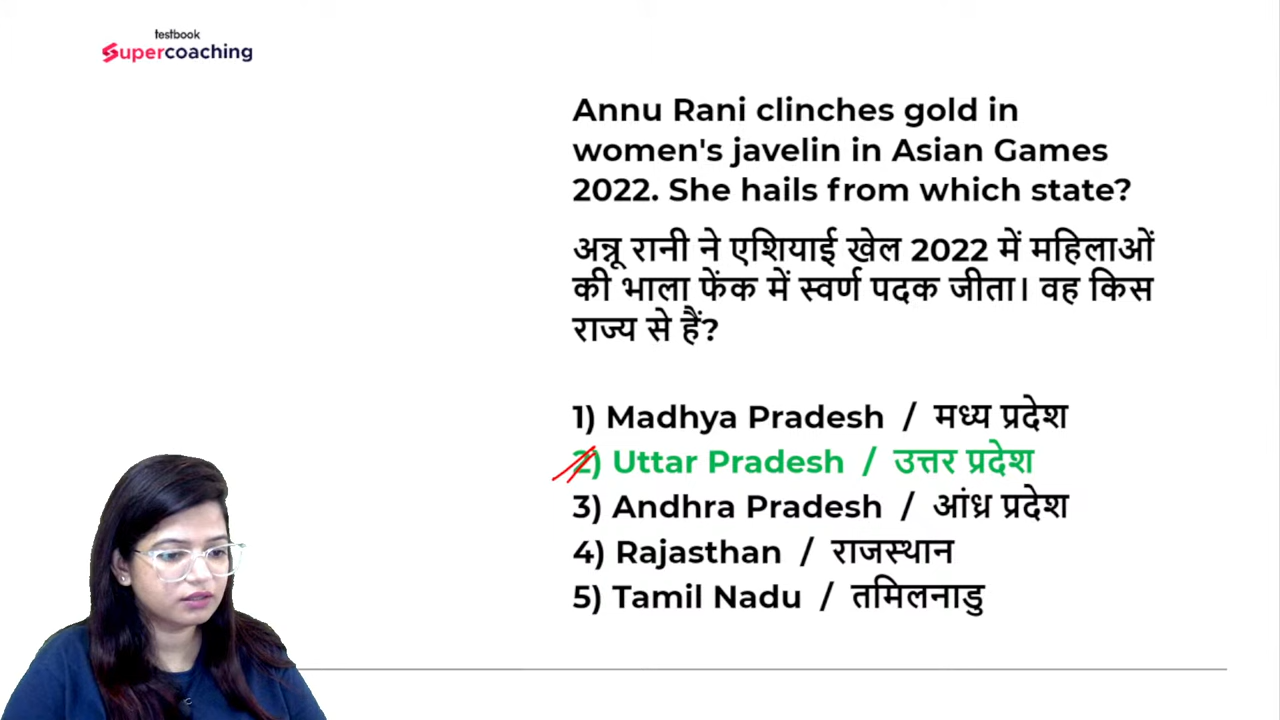 testbook
Supercoaching
Annu Rani clinches gold in
women's javelin in Asian Games
2022. She hails from which state?
अन्नू रानी ने एशियाई खेल 2022 में महिलाओं
की भाला फेंक में स्वर्ण पदक जीता। वह किस
राज्य से हैं?
1) Madhya Pradesh / मध्य प्रदेश
2) Uttar Pradesh / उत्तर प्रदेश
3) Andhra Pradesh / आंध्र प्रदेश
4) Rajasthan / राजस्थान
5) Tamil Nadu / तमिलनाडु